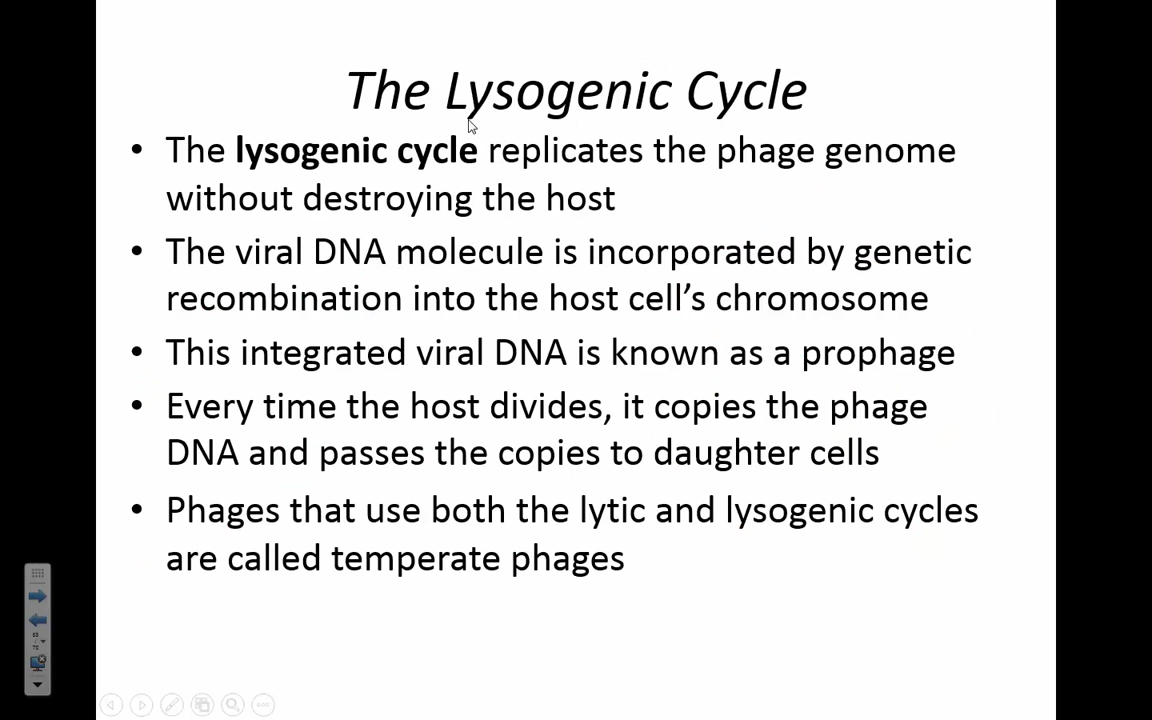 The Lysogenic Cycle
• The lysogenic cycle replicates the phage genome
without destroying the host
• The viral DNA molecule is incorporated by genetic
recombination into the host cell’s chromosome
• This integrated viral DNA is known as a prophage
• Every time the host divides, it copies the phage
DNA and passes the copies to daughter cells
• Phages that use both the lytic and lysogenic cycles
are called temperate phages